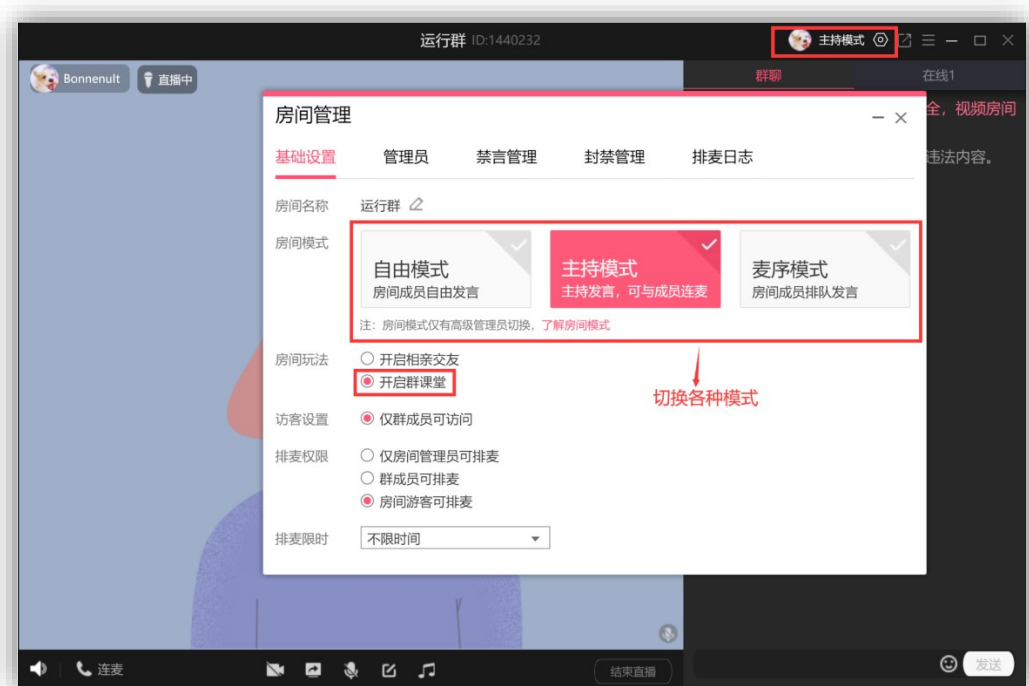 运行群 ID:1440232
主持模式
Bonnenult
直播中
群聊
在线1
全，视频房间
违法内容。
房间管理
基础设置
管理员
禁言管理
封禁管理
排麦日志
房间名称
运行群
房间模式
自由模式
房间成员自由发言
主持模式
主持发言，可与成员连麦
麦序模式
房间成员排队发言
注：房间模式仅有高级管理员切换，了解房间模式
房间玩法
开启相亲交友
开启群课堂
切换各种模式
访客设置
仅群成员可访问
排麦权限
仅房间管理员可排麦
群成员可排麦
房间游客可排麦
排麦限时
不限时间
连麦
结束直播
发送